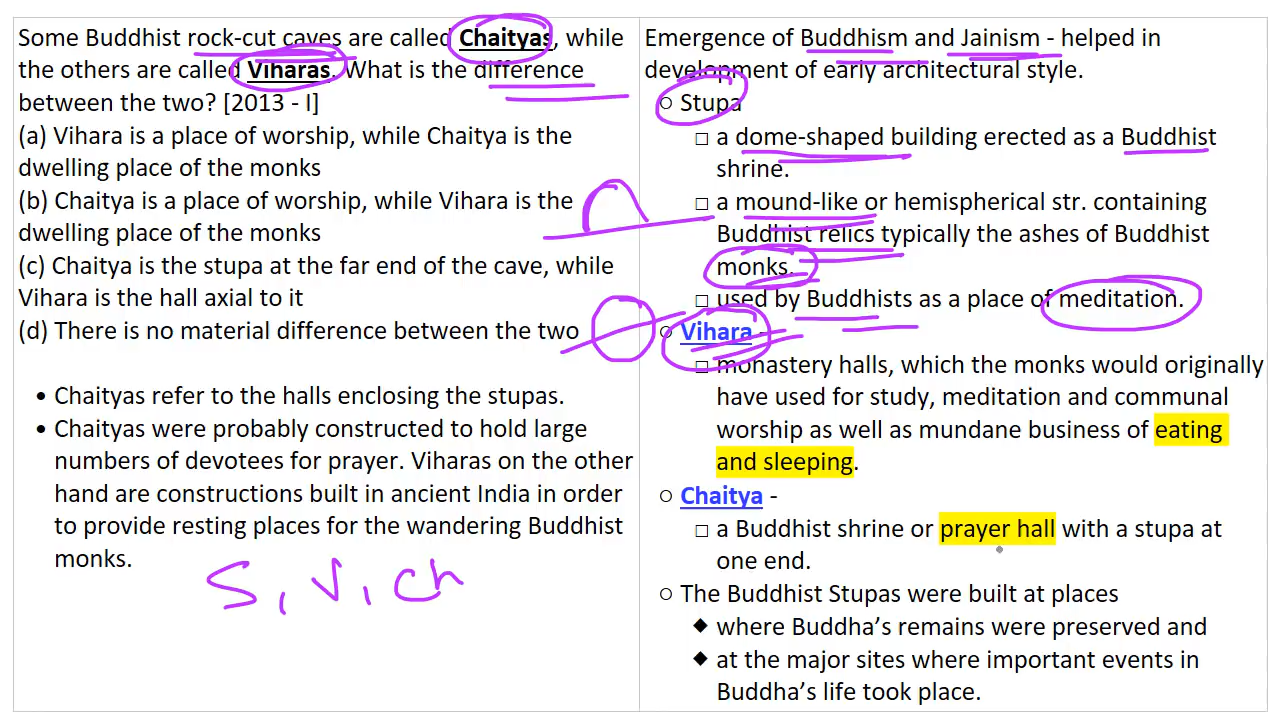 Some Buddhist rock-cut caves are called Chaityas, while
the others are called Viharas. What is the difference
between the two? [2013 - I]
(a) Vihara is a place of worship, while Chaitya is the
dwelling place of the monks
(b) Chaitya is a place of worship, while Vihara is the
dwelling place of the monks
(c) Chaitya is the stupa at the far end of the cave, while
Vihara is the hall axial to it
(d) There is no material difference between the two
• Chaityas refer to the halls enclosing the stupas.
• Chaityas were probably constructed to hold large
numbers of devotees for prayer. Viharas on the other
hand are constructions built in ancient India in order
to provide resting places for the wandering Buddhist
monks.
S, V, Ch
Emergence of Buddhism and Jainism - helped in
development of early architectural style.
○ Stupa
□ a dome-shaped building erected as a Buddhist
shrine.
□ a mound-like or hemispherical str. containing
Buddhist relics typically the ashes of Buddhist
monks.
□ used by Buddhists as a place of meditation.
○ Vihara -
□ monastery halls, which the monks would originally
have used for study, meditation and communal
worship as well as mundane business of eating
and sleeping.
○ Chaitya -
□ a Buddhist shrine or prayer hall with a stupa at
one end.
○ The Buddhist Stupas were built at places
◆ where Buddha’s remains were preserved and
◆ at the major sites where important events in
Buddha’s life took place.